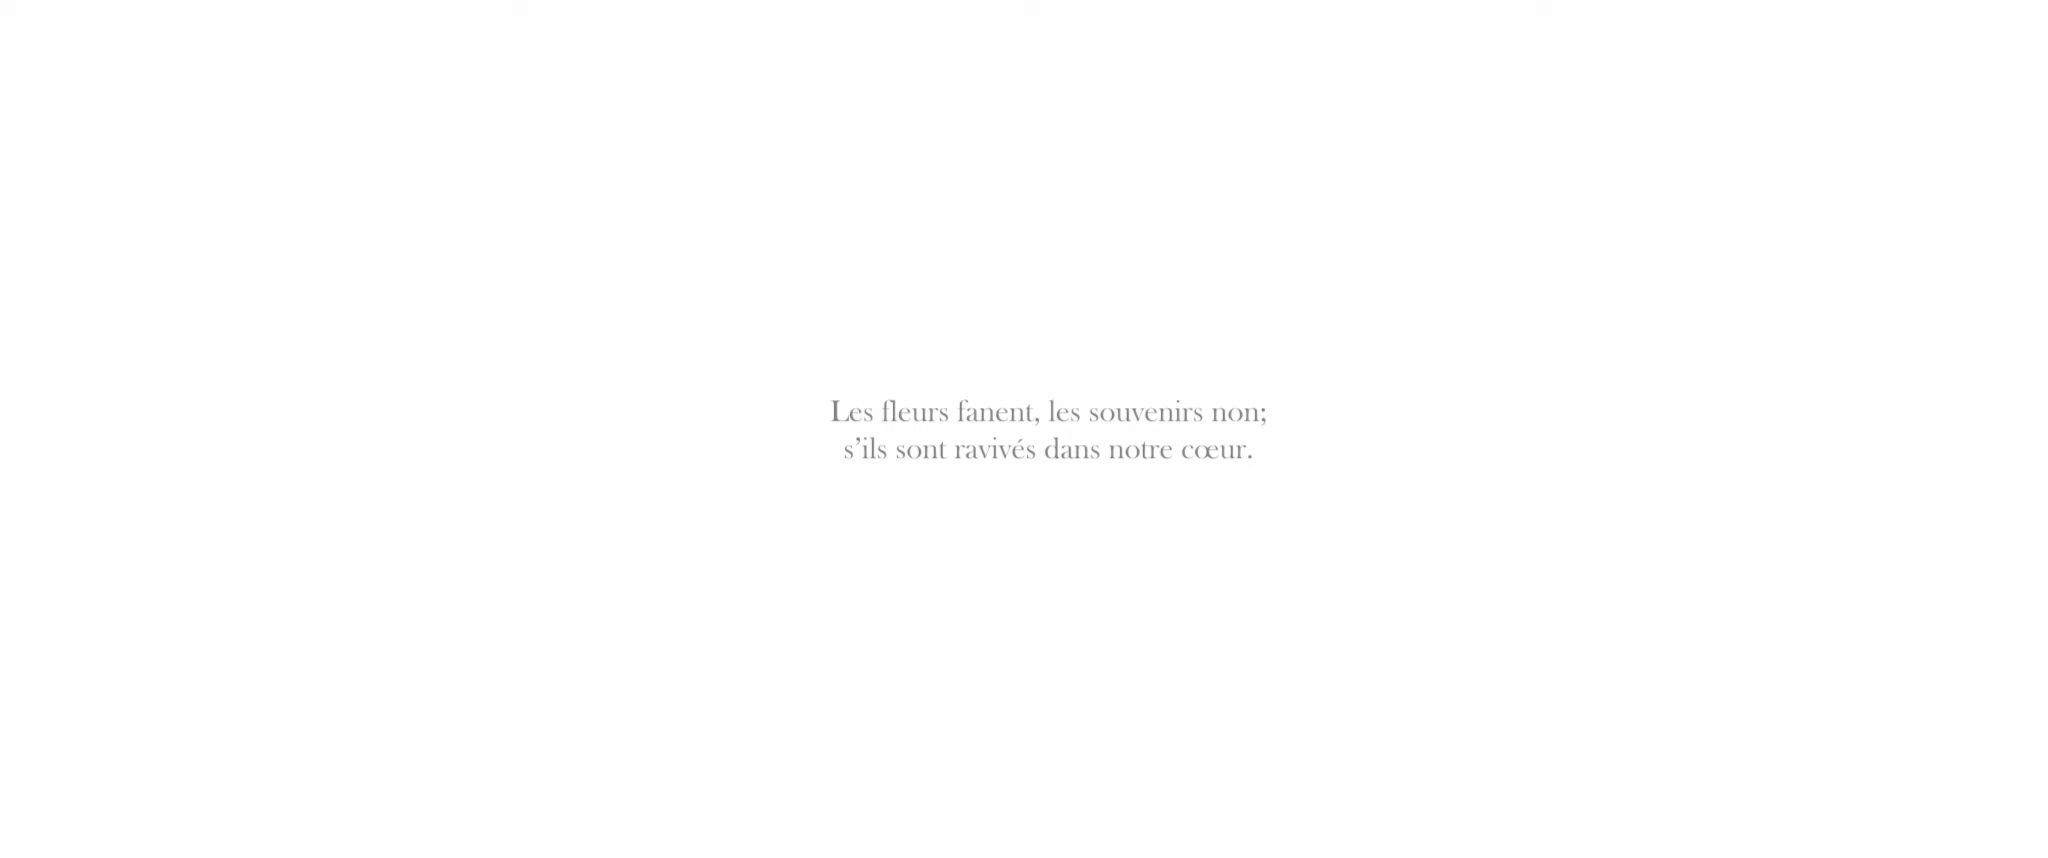 Les fleurs fanent, les souvenirs non;
s’ils sont ravivés dans notre cœur.